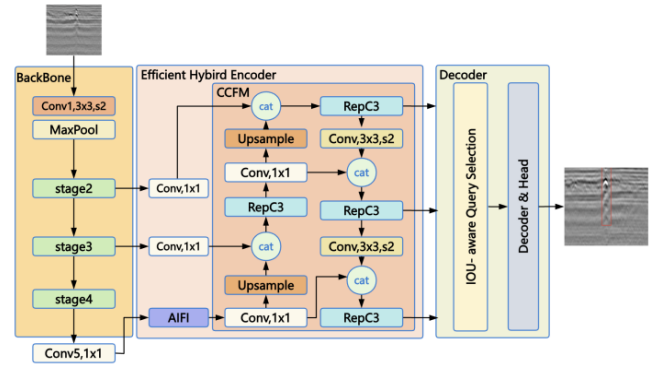 BackBone
Conv1,3x3,s2
MaxPool
stage2
stage3
stage4
Conv5,1x1
Efficient Hybird Encoder
Conv,1x1
Conv,1x1
AIFI
CCFM
cat
Upsample
Conv,1x1
RepC3
cat
Upsample
Conv,1x1
RepC3
Conv,3x3,s2
cat
RepC3
Conv,3x3,s2
cat
RepC3
Decoder
IOU- aware Query Selection
Decoder & Head